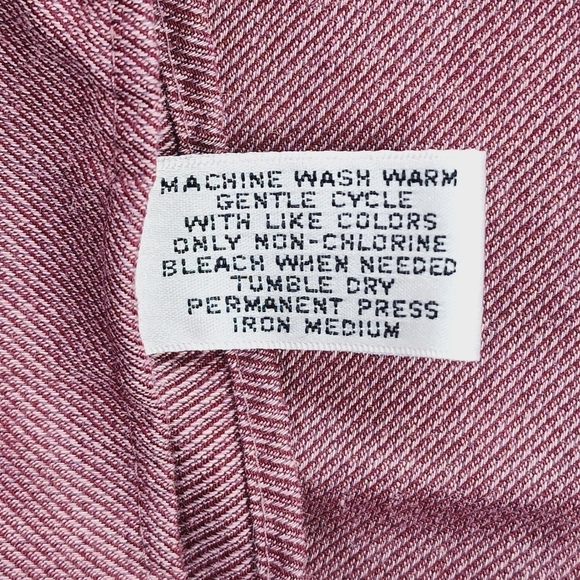 MACHINE WASH WARM
GENTLE CYCLE
WITH LIKE COLORS
ONLY NON-CHLORINE
BLEACH WHEN NEEDED
TUMBLE DRY
PERMANENT PRESS
IRON MEDIUM